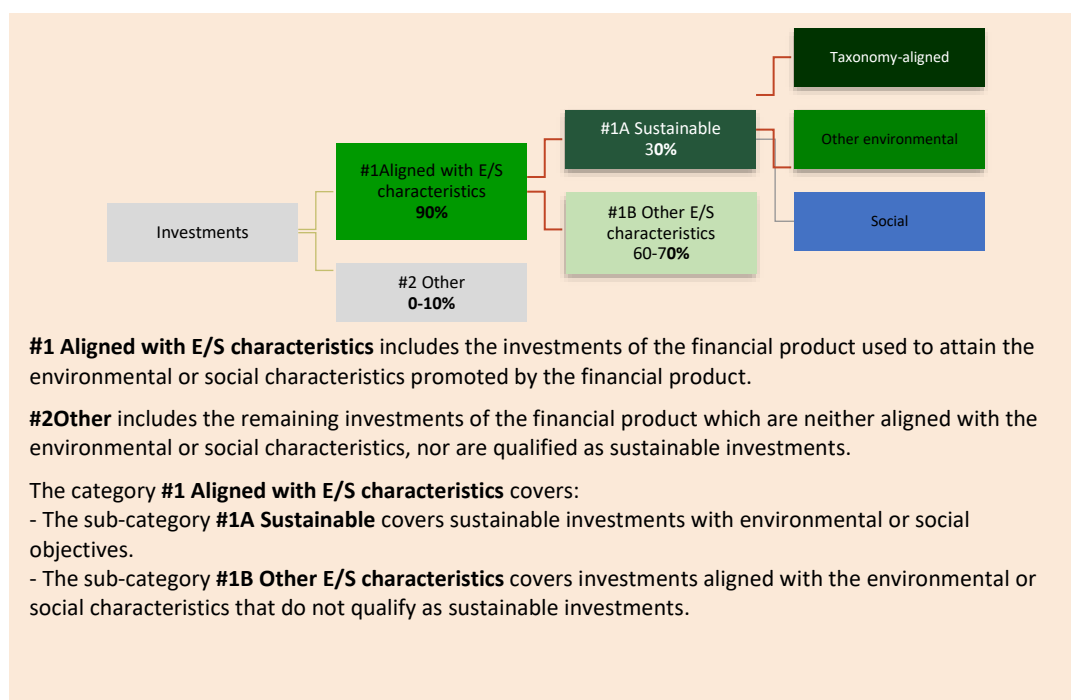 Taxonomy-aligned
#1A Sustainable
30%
Other environmental
#1Aligned with E/S
characteristics
90%
#1B Other E/S
characteristics
60-70%
Social
Investments
#2 Other
0-10%
#1 Aligned with E/S characteristics includes the investments of the financial product used to attain the
environmental or social characteristics promoted by the financial product.
#2Other includes the remaining investments of the financial product which are neither aligned with the
environmental or social characteristics, nor are qualified as sustainable investments.
The category #1 Aligned with E/S characteristics covers:
- The sub-category #1A Sustainable covers sustainable investments with environmental or social
objectives.
- The sub-category #1B Other E/S characteristics covers investments aligned with the environmental or
social characteristics that do not qualify as sustainable investments.